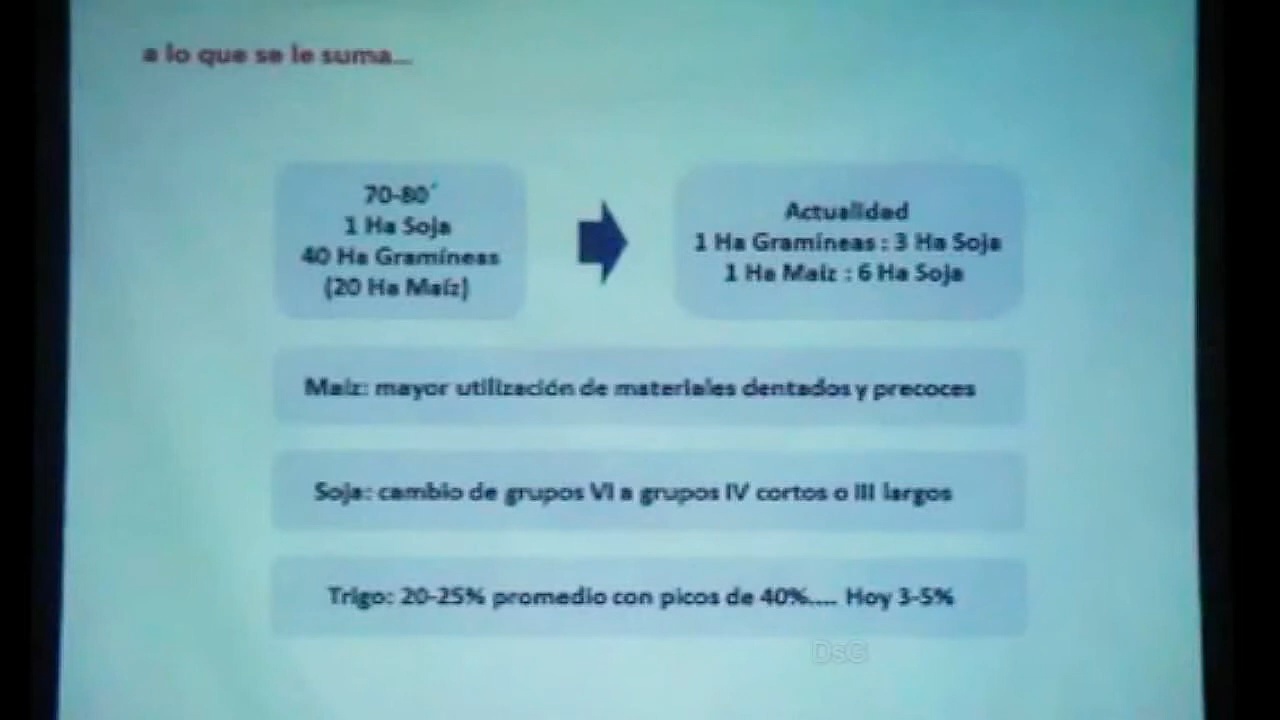 a lo que se le suma...
70-80´
1 Ha Soja
40 Ha Gramíneas
(20 Ha Maíz)
Actualidad
1 Ha Gramíneas : 3 Ha Soja
1 Ha Maíz : 6 Ha Soja
Maíz: mayor utilización de materiales dentados y precoces
Soja: cambio de grupos VI a grupos IV cortos o III largos
Trigo: 20-25% promedio con picos de 40%.... Hoy 3-5%
DsG